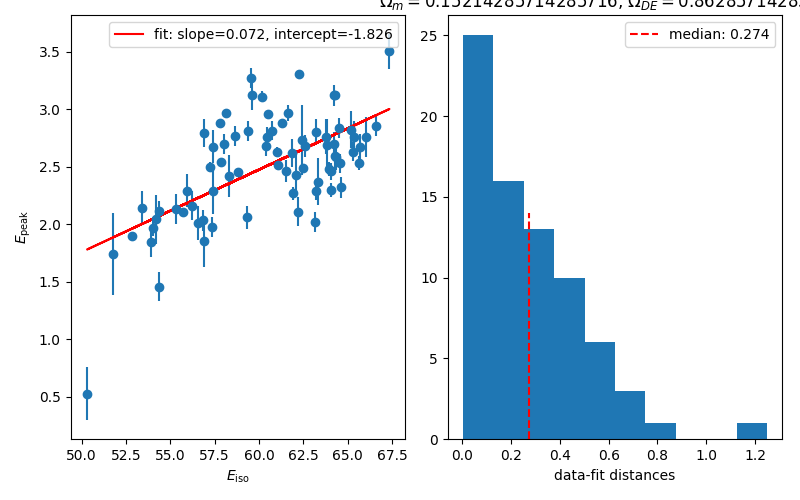 Ω_m = 0.15214285714285716, Ω_DE = 0.86285714285
fit: slope=0.072, intercept=-1.826
E_peak
3.5
3.0
2.5
2.0
1.5
1.0
0.5
50.0 52.5 55.0 57.5 60.0 62.5 65.0 67.5
E_iso
median: 0.274
25
20
15
10
5
0
0.0 0.2 0.4 0.6 0.8 1.0 1.2
data-fit distances